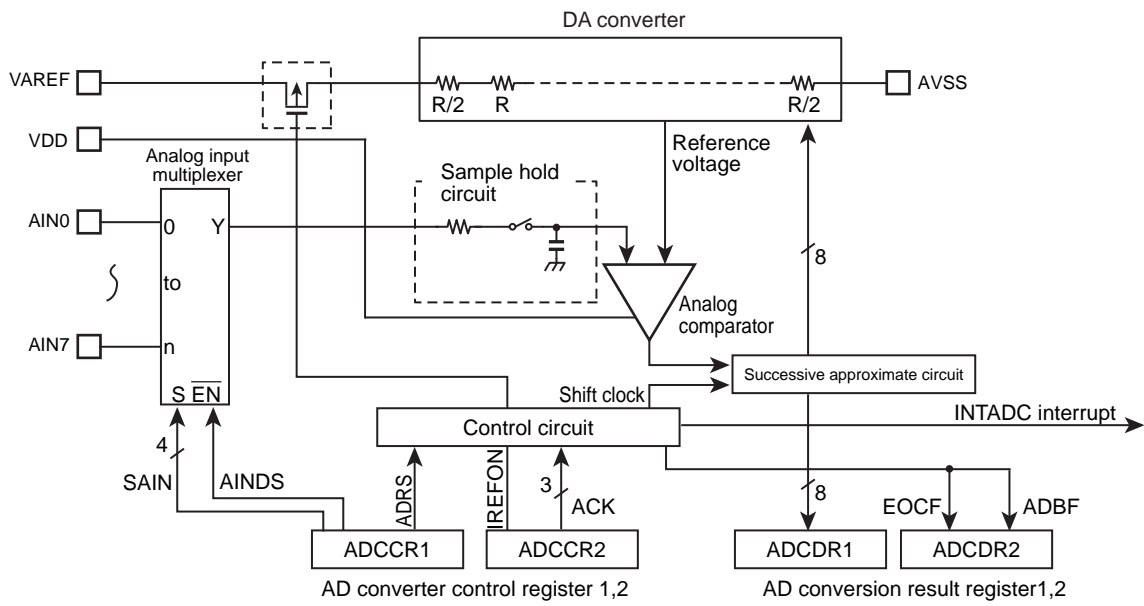 DA converter
VAREF
R/2
R
R/2
AVSS
VDD
Analog input
multiplexer
Reference
voltage
Sample hold
circuit
AIN0
0
Y
to
8
Analog
comparator
AIN7
n
S EN
Successive approximate circuit
Shift clock
INTADC interrupt
Control circuit
4
SAIN
AINDS
ADRS
IREFON
3
ACK
8
EOCF
ADBF
ADCCR1
ADCCR2
ADCDR1
ADCDR2
AD converter control register 1,2
AD conversion result register1,2